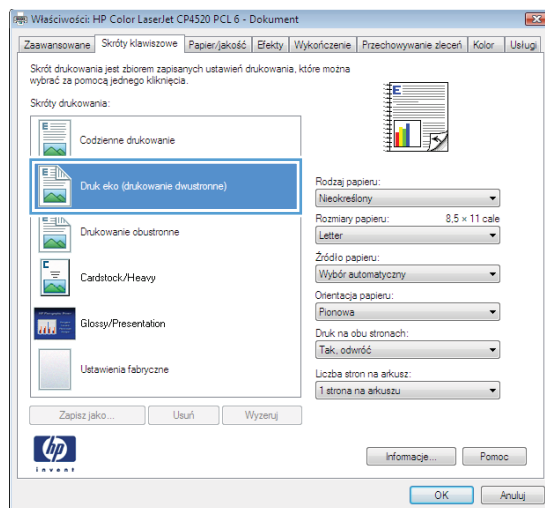 Właściwości: HP Color LaserJet CP4520 PCL 6 - Dokument
Zaawansowane Skróty klawiszowe Papier/jakość Efekty Wykończenie Przechowywanie zleceń Kolor Usługi
Skrót drukowania jest zbiorem zapisanych ustawień drukowania, które można
wybrać za pomocą jednego kliknięcia.
Skróty drukowania:
E
Codzienne drukowanie
E
Druk eko (drukowanie dwustronne)
E
Drukowanie obustronne
C
Cardstock/Heavy
Glossy/Presentation
Ustawienia fabryczne
Zapisz jako... Usuń Wyzeruj
E
Rodzaj papieru:
Nieokreślony
Rozmiary papieru: 8,5 × 11 cale
Letter
Źródło papieru:
Wybór automatyczny
Orientacja papieru:
Pionowa
Druk na obu stronach:
Tak, odwróć
Liczba stron na arkusz:
1 strona na arkuszu
hp
invent
Informacje... Pomoc
OK Anuluj